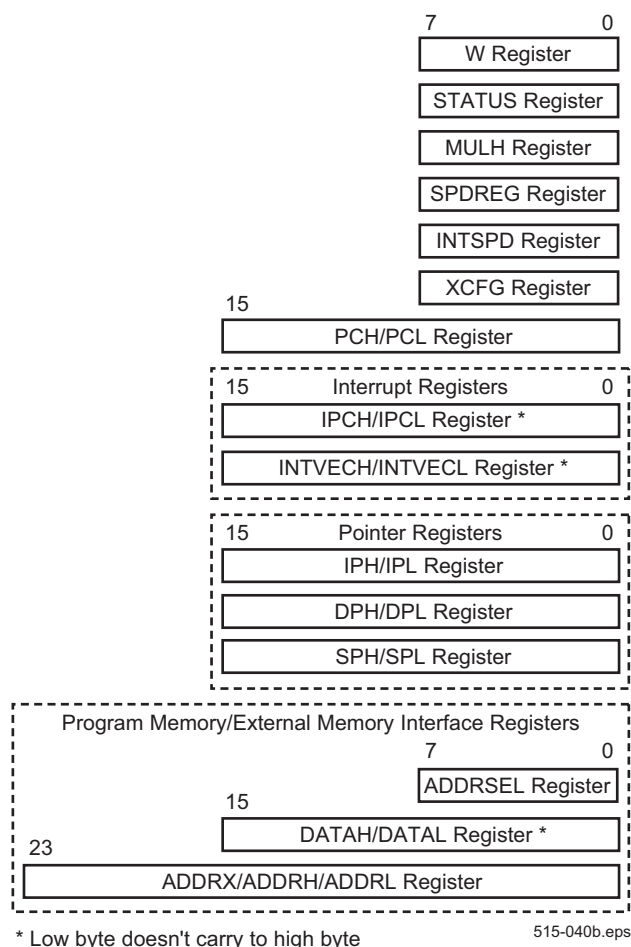 7 0
W Register
STATUS Register
MULH Register
SPDREG Register
INTSPD Register
XCFG Register
15
PCH/PCL Register
15 Interrupt Registers 0
IPCH/IPCL Register *
INTVECH/INTVECL Register *
15 Pointer Registers 0
IPH/IPL Register
DPH/DPL Register
SPH/SPL Register
Program Memory/External Memory Interface Registers
7 0
ADDRSEL Register
15
DATAH/DATAL Register *
23
ADDRX/ADDRH/ADDRL Register
* Low byte doesn't carry to high byte
515-040b.eps